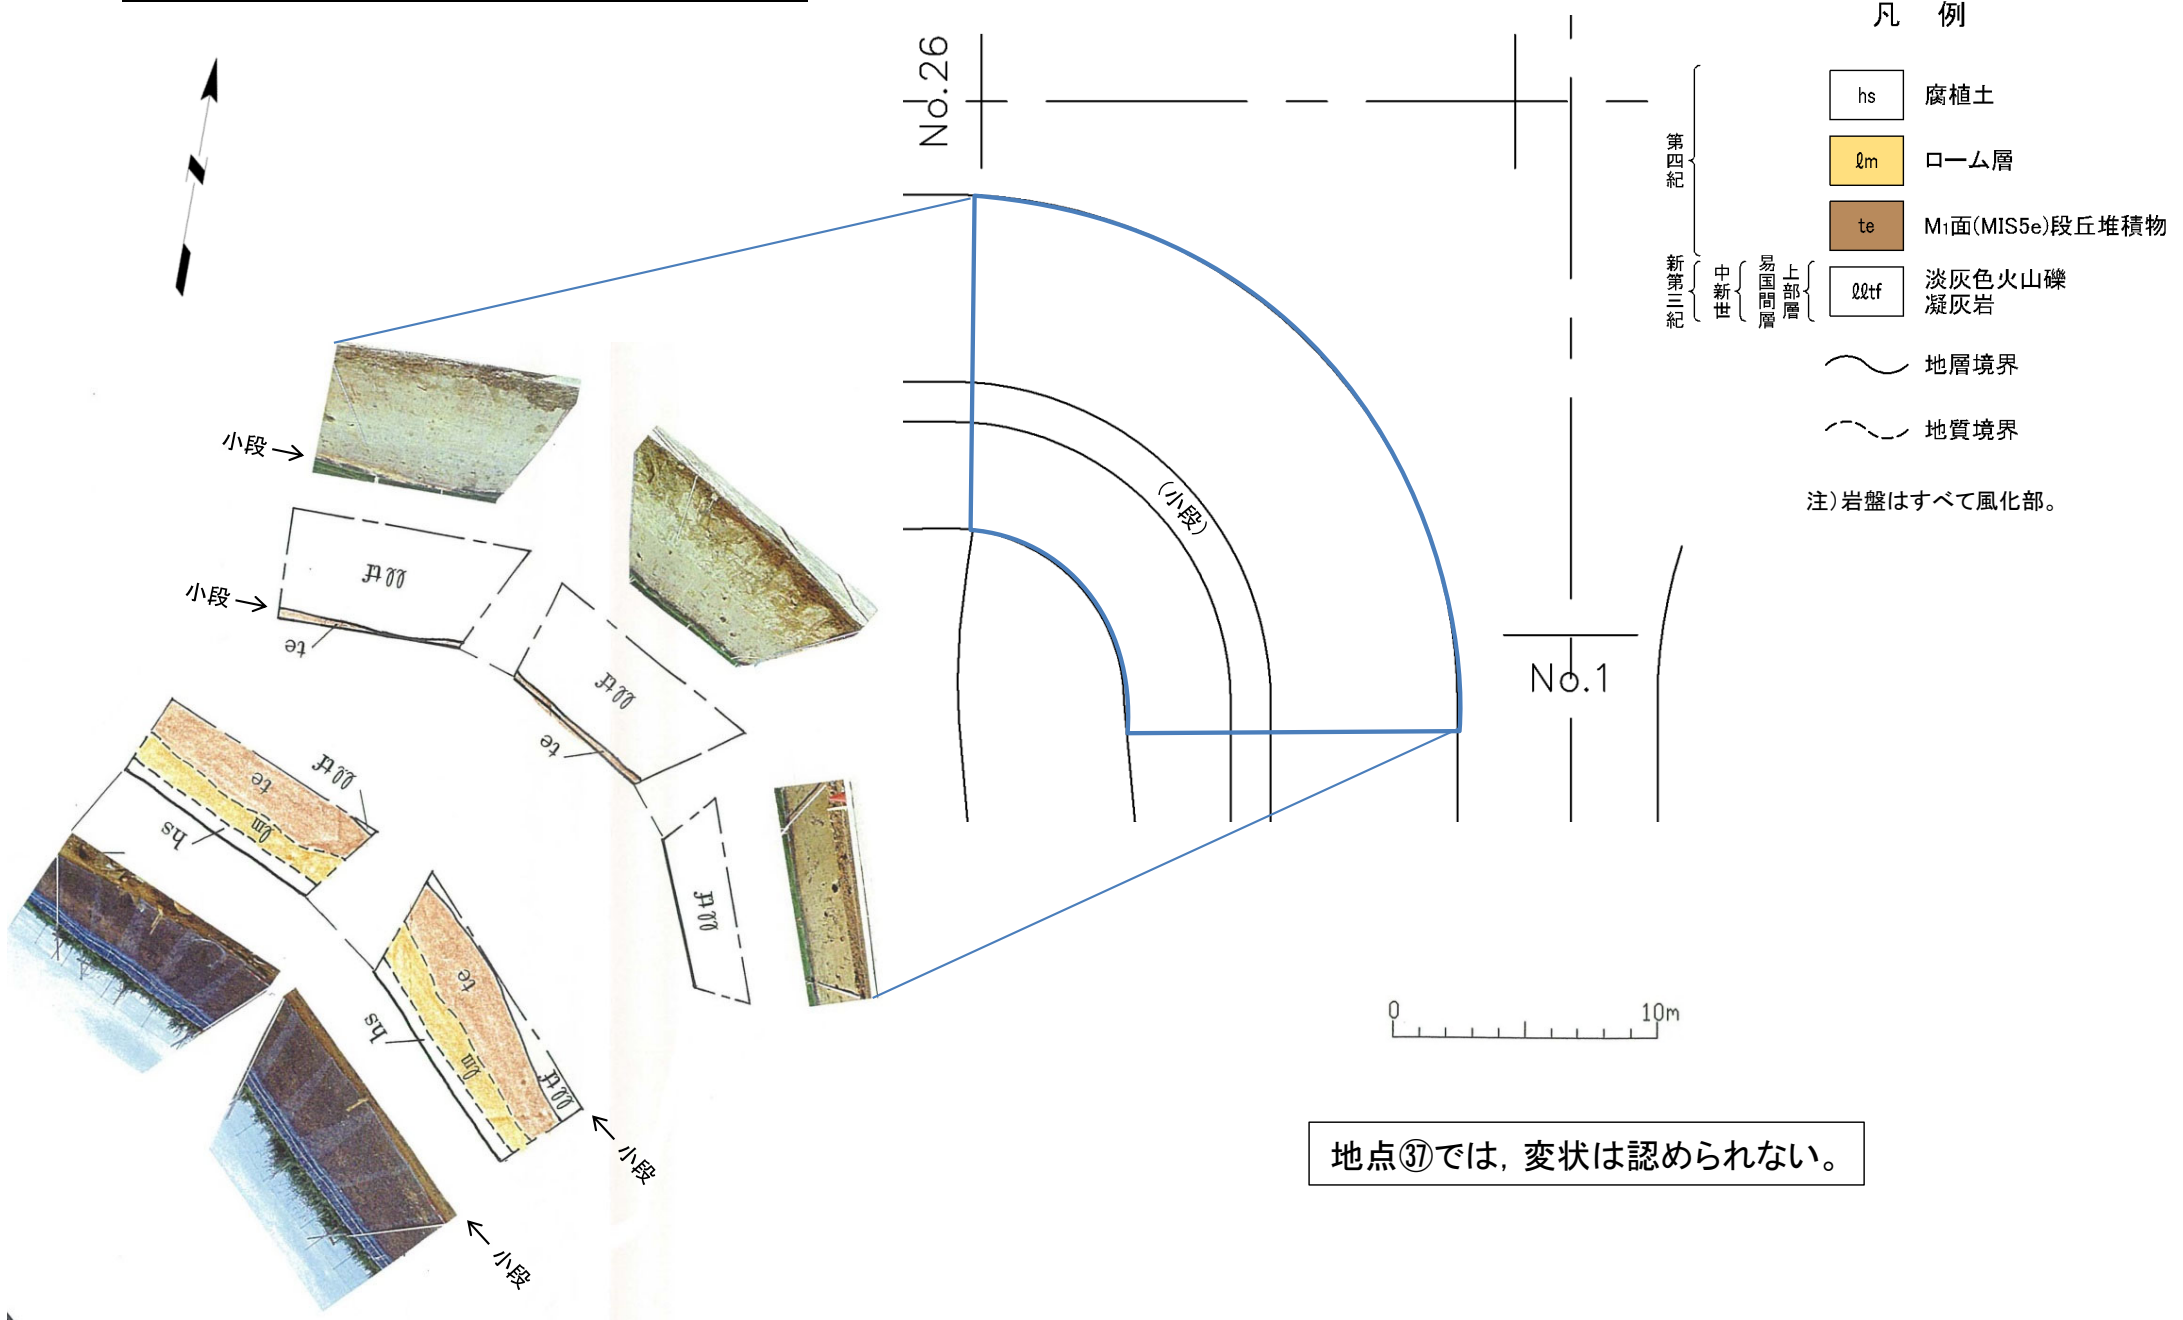 凡 例
No.26
hs 腐植土
ℓm ローム層
te M₁面(MIS5e)段丘堆積物
ℓℓtf 淡灰色火山礫
凝灰岩
第四紀
新第三紀
中新世
易国間層
上部層
地層境界
地質境界
注)岩盤はすべて風化部。
(小段)
No.1
小段
ℓℓtf
小段
te
ℓℓtf
te
ℓℓtf
te
ℓm
hs
ℓℓtf
te
hs
ℓm
ℓℓtf
小段
小段
0 10m
地点㊲では,変状は認められない。